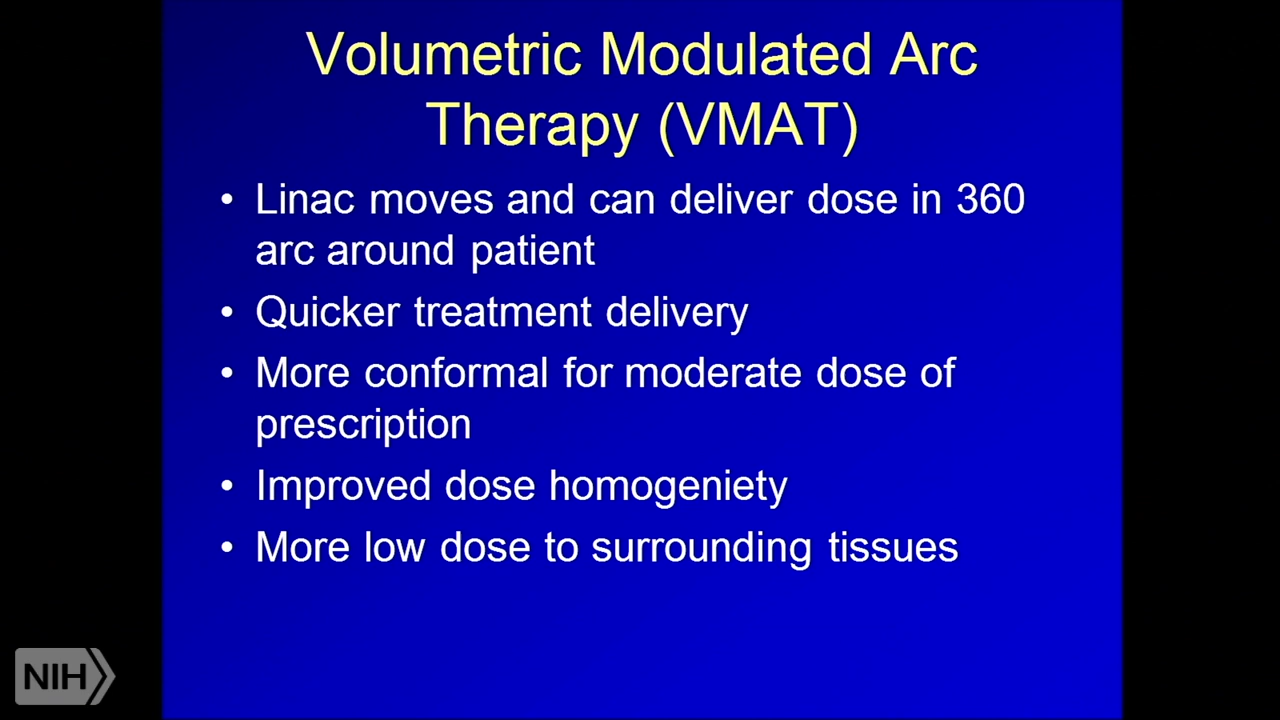 Volumetric Modulated Arc
Therapy (VMAT)
• Linac moves and can deliver dose in 360
arc around patient
• Quicker treatment delivery
• More conformal for moderate dose of
prescription
• Improved dose homogeniety
• More low dose to surrounding tissues
NIH